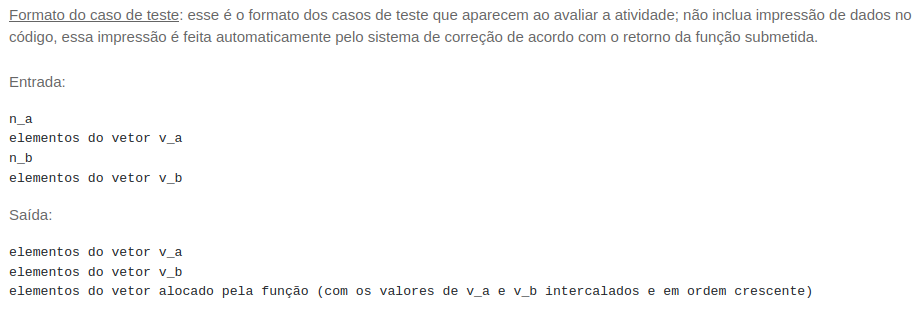 Formato do caso de teste: esse é o formato dos casos de teste que aparecem ao avaliar a atividade; não inclua impressão de dados no
código, essa impressão é feita automaticamente pelo sistema de correção de acordo com o retorno da função submetida.
Entrada:
n_a
elementos do vetor v_a
n_b
elementos do vetor v_b
Saída:
elementos do vetor v_a
elementos do vetor v_b
elementos do vetor alocado pela função (com os valores de v_a e v_b intercalados e em ordem crescente)